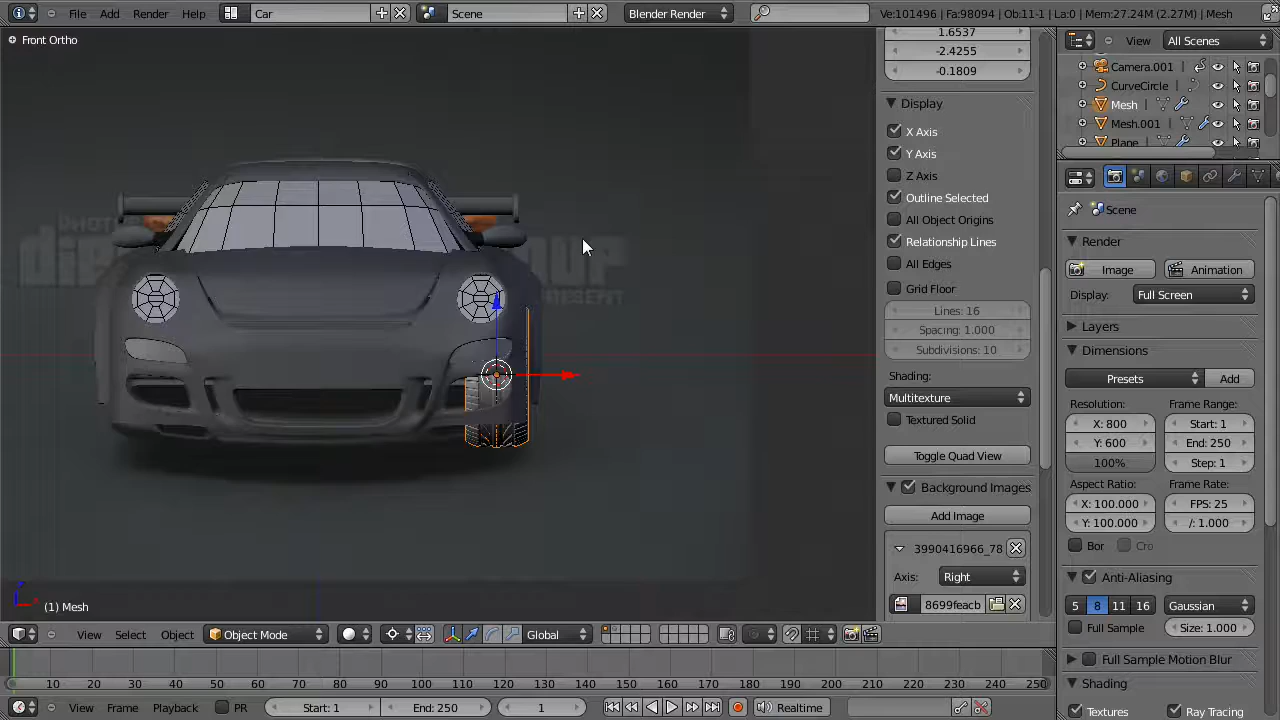 File Add Render Help Car Scene Blender Render Ve:101496 | Fa:98094 | Ob:11-1 | La:0 | Mem:27.24M (2.27M) | Mesh
Front Ortho
1.6537
-2.4255
-0.1809
Display
X Axis
Y Axis
Z Axis
Outline Selected
All Object Origins
Relationship Lines
All Edges
Grid Floor
Lines: 16
Spacing: 1.000
Subdivisions: 10
Shading:
Multitexture
Textured Solid
Toggle Quad View
Background Images
Add Image
3990416966_78
Axis: Right
8699feacb
View All Scenes
Camera.001
CurveCircle
Mesh
Mesh.001
Plane
Scene
Render
Image Animation
Display: Full Screen
Layers
Dimensions
Presets Add
Resolution: Frame Range:
X: 800 Start: 1
Y: 600 End: 250
100% Step: 1
Aspect Ratio: Frame Rate:
X: 100.000 FPS: 25
Y: 100.000 /: 1.000
Bor Cro
Anti-Aliasing
5 8 11 16 Gaussian
Full Sample Size: 1.000
Full Sample Motion Blur
Shading
Textures Ray Tracing
(1) Mesh
View Select Object Object Mode Global
10 20 30 40 50 60 70 80 90 100 110 120 130 140 150 160 170 180 190 200 210 220 230 240 250
View Frame Playback PR Start: 1 End: 250 1 Realtime